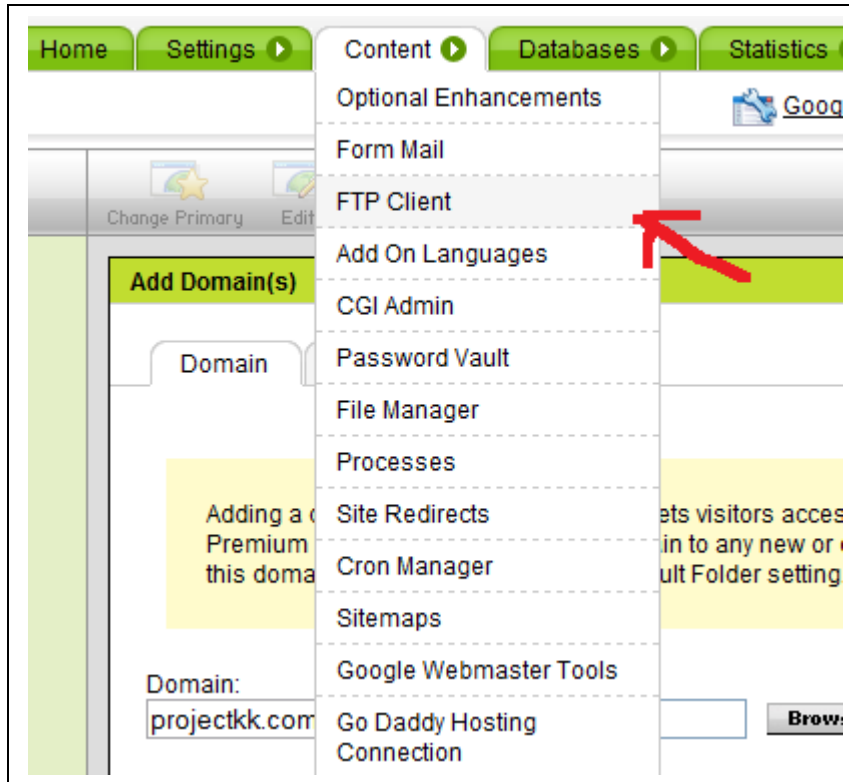 Home Settings Content Databases Statistics
Optional Enhancements
Goog
Form Mail
Change Primary Edit
FTP Client
Add On Languages
Add Domain(s)
CGI Admin
Domain
Password Vault
File Manager
Processes
Adding a
Site Redirects
ets visitors acces
Premium
in to any new or
this doma
Cron Manager
ult Folder setting
Sitemaps
Google Webmaster Tools
Domain:
projectkk.com
Go Daddy Hosting
Connection
Brows